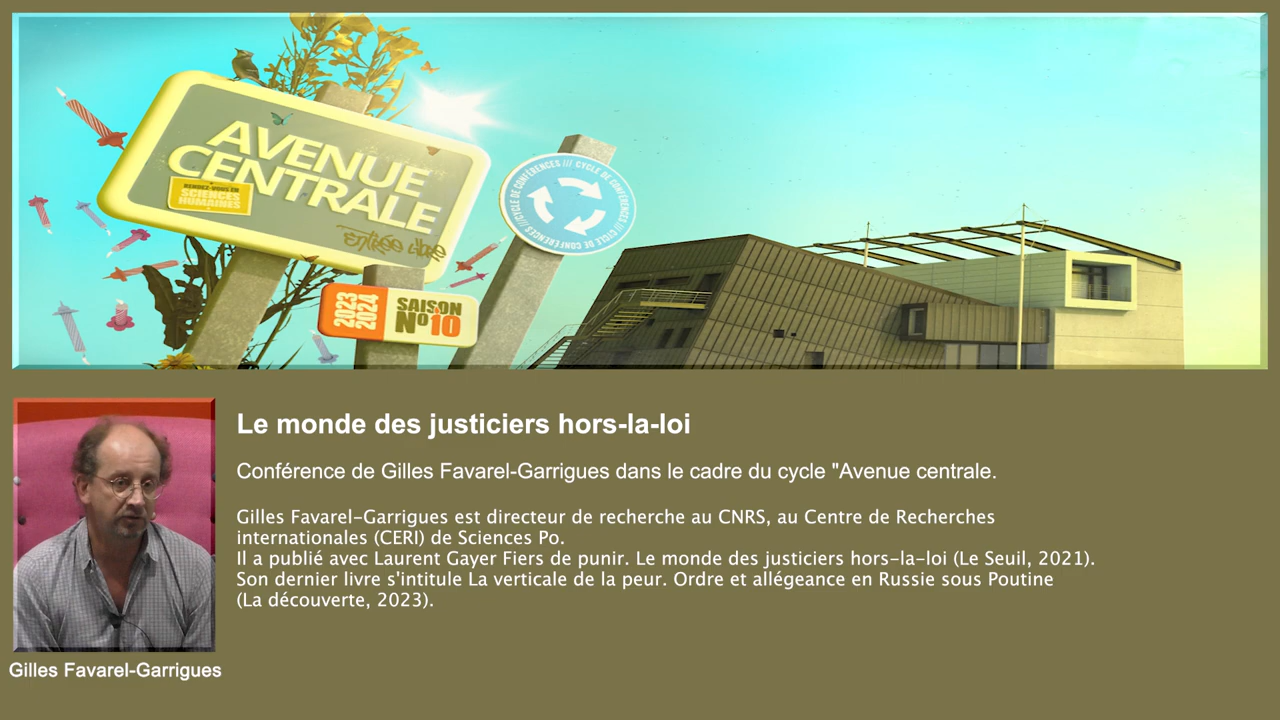 AVENUE
CENTRALE
RENDEZ-VOUS EN
SCIENCES
HUMAINES
ENTRÉE LIBRE
CYCLE DE CONFÉRENCES /// CYCLE DE CONFÉRENCES ///
2023
2024
SAISON
N°10
Le monde des justiciers hors-la-loi
Conférence de Gilles Favarel-Garrigues dans le cadre du cycle "Avenue centrale.
Gilles Favarel-Garrigues est directeur de recherche au CNRS, au Centre de Recherches
internationales (CERI) de Sciences Po.
Il a publié avec Laurent Gayer Fiers de punir. Le monde des justiciers hors-la-loi (Le Seuil, 2021).
Son dernier livre s'intitule La verticale de la peur. Ordre et allégeance en Russie sous Poutine
(La découverte, 2023).
Gilles Favarel-Garrigues